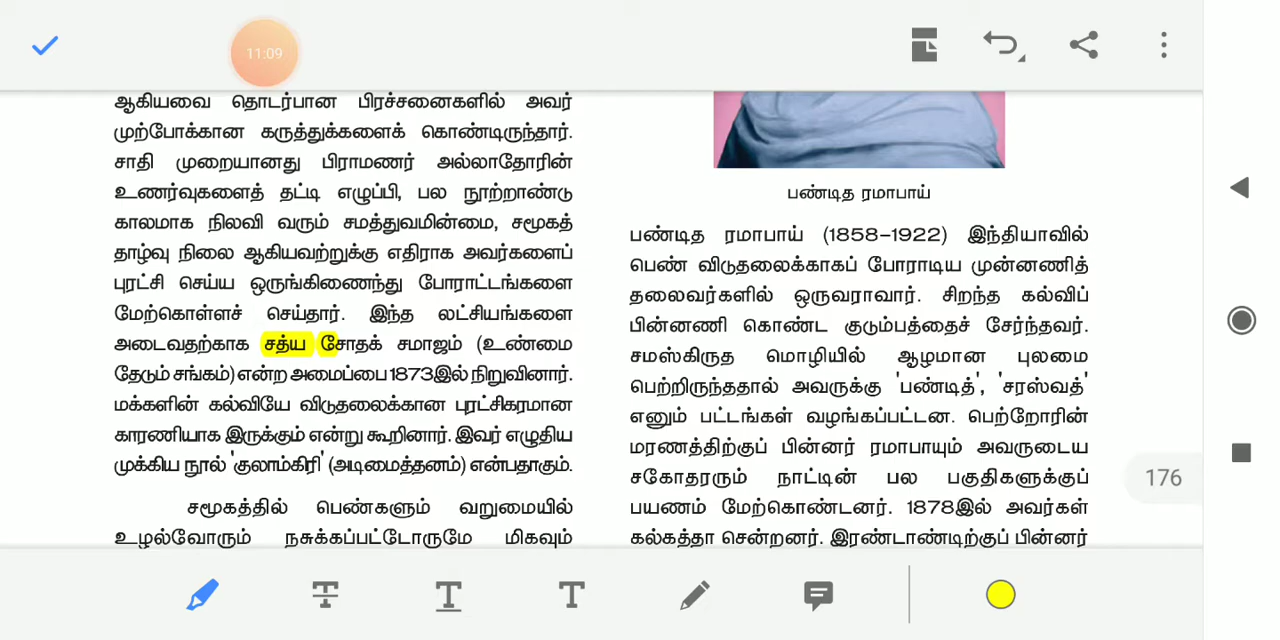 11:09
ஆகியவை தொடர்பான பிரச்சனைகளில் அவர்
முற்போக்கான கருத்துக்களைக் கொண்டிருந்தார்.
சாதி முறையானது பிராமணர் அல்லாதோரின்
உணர்வுகளைத் தட்டி எழுப்பி, பல நூற்றாண்டு
காலமாக நிலவி வரும் சமத்துவமின்மை, சமூகத்
தாழ்வு நிலை ஆகியவற்றுக்கு எதிராக அவர்களைப்
புரட்சி செய்ய ஒருங்கிணைந்து போராட்டங்களை
மேற்கொள்ளச் செய்தார். இந்த லட்சியங்களை
அடைவதற்காக சத்ய சோதக் சமாஜம் (உண்மை
தேடும் சங்கம்) என்ற அமைப்பை 1873இல் நிறுவினார்.
மக்களின் கல்வியே விடுதலைக்கான புரட்சிகரமான
காரணியாக இருக்கும் என்று கூறினார். இவர் எழுதிய
முக்கிய நூல் 'குலாம்கிரி' (அடிமைத்தனம்) என்பதாகும்.
சமூகத்தில் பெண்களும் வறுமையில்
உழல்வோரும் நசுக்கப்பட்டோருமே மிகவும்
பண்டித ரமாபாய்
பண்டித ரமாபாய் (1858–1922) இந்தியாவில்
பெண் விடுதலைக்காகப் போராடிய முன்னணித்
தலைவர்களில் ஒருவராவார். சிறந்த கல்விப்
பின்னணி கொண்ட குடும்பத்தைச் சேர்ந்தவர்.
சமஸ்கிருத மொழியில் ஆழமான புலமை
பெற்றிருந்ததால் அவருக்கு 'பண்டித்', 'சரஸ்வத்'
எனும் பட்டங்கள் வழங்கப்பட்டன. பெற்றோரின்
மரணத்திற்குப் பின்னர் ரமாபாயும் அவருடைய
சகோதரரும் நாட்டின் பல பகுதிகளுக்குப்
பயணம் மேற்கொண்டனர். 1878இல் அவர்கள்
கல்கத்தா சென்றனர். இரண்டாண்டிற்குப் பின்னர்
176